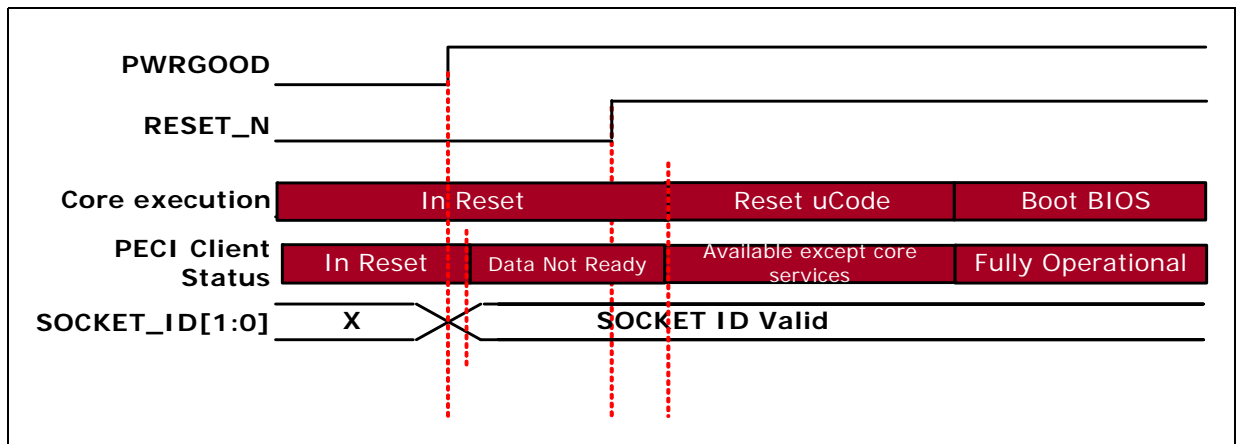 PWRGOOD
RESET_N
Core execution
In Reset
Reset uCode
Boot BIOS
PECI Client
Status
In Reset
Data Not Ready
Available except core
services
Fully Operational
SOCKET_ID[1:0]
X
SOCKET ID Valid